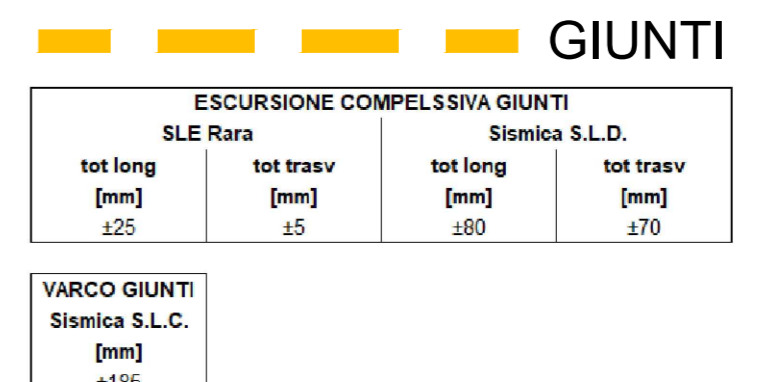 GIUNTI
ESCURSIONE COMPELSSIVA GIUNTI
SLE Rara Sismica S.L.D.
tot long tot trasv tot long tot trasv
[mm] [mm] [mm] [mm]
±25 ±5 ±80 ±70
VARCO GIUNTI
Sismica S.L.C.
[mm]
±185